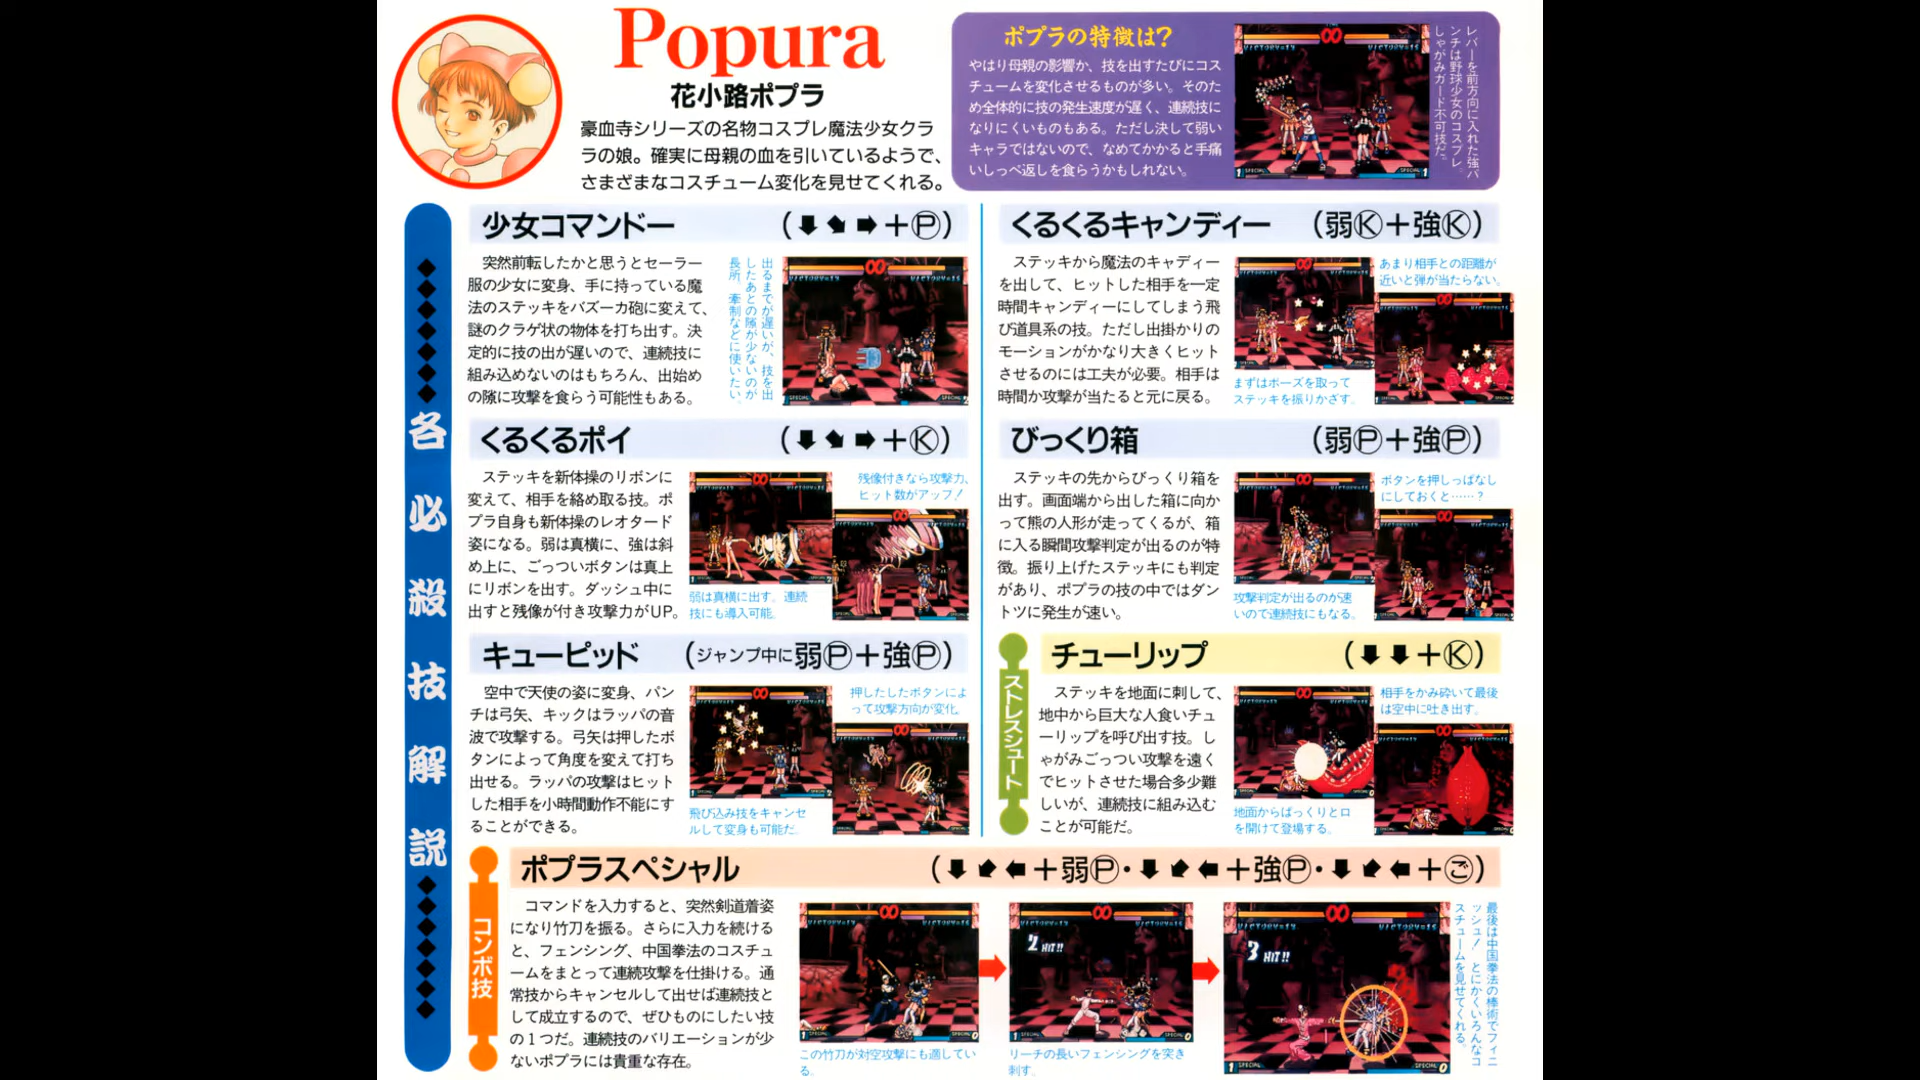 Popura
花小路ポプラ
豪血寺シリーズの名物コスプレ魔法少女クラ
ラの娘。確実に母親の血を引いているようで、
さまざまなコスチューム変化を見せてくれる。
ポプラの特徴は?
やはり母親の影響か、技を出すたびにコス
チュームを変化させるものが多い。そのた
め全体的に技の発生速度が遅く、連続技に
なりにくいものもある。ただし決して弱い
キャラではないので、なめてかかると手痛
いしっぺ返しを食らうかもしれない。
レバーを前方向に入れた強パ
ンチは野球少女のコスプレ。
しゃがみガード不可技だ。
各必殺技解説
少女コマンドー (⬇⬊➡+Ⓟ)
突然前転したかと思うとセーラー
服の少女に変身、手に持っている魔
法のステッキをバズーカ砲に変えて、
謎のクラゲ状の物体を打ち出す。決
定的に技の出が遅いので、連続技に
組み込めないのはもちろん、出始め
の隙に攻撃を食らう可能性もある。
出るまでが遅いが、技を出
したあとの隙が少ないのが
長所。牽制などに使いたい。
くるくるポイ (⬇⬊➡+Ⓚ)
ステッキを新体操のリボンに
変えて、相手を絡め取る技。ポ
プラ自身も新体操のレオタード
姿になる。弱は真横に、強は斜
め上に、ごっついボタンは真上
にリボンを出す。ダッシュ中に
出すと残像が付き攻撃力がUP。
残像付きなら攻撃力、
ヒット数がアップ!
弱は真横に出す。連続
技にも導入可能。
キューピッド (ジャンプ中に弱Ⓟ+強Ⓟ)
空中で天使の姿に変身、パン
チは弓矢、キックはラッパの音
波で攻撃する。弓矢は押したボ
タンによって角度を変えて打ち
出せる。ラッパの攻撃はヒット
した相手を小時間動作不能にす
ることができる。
押したしたボタンによ
って攻撃方向が変化。
飛び込み技をキャンセ
ルして変身も可能だ。
くるくるキャンディー (弱Ⓚ+強Ⓚ)
ステッキから魔法のキャディー
を出して、ヒットした相手を一定
時間キャンディーにしてしまう飛
び道具系の技。ただし出掛かりの
モーションがかなり大きくヒット
させるのには工夫が必要。相手は
時間か攻撃が当たると元に戻る。
あまり相手との距離が
近いと弾が当たらない。
まずはポーズを取って
ステッキを振りかざす。
びっくり箱 (弱Ⓟ+強Ⓟ)
ステッキの先からびっくり箱を
出す。画面端から出した箱に向か
って熊の人形が走ってくるが、箱
に入る瞬間攻撃判定が出るのが特
徴。振り上げたステッキにも判定
があり、ポプラの技の中ではダン
トツに発生が速い。
ボタンを押しっぱなし
にしておくと……?
攻撃判定が出るのが速
いので連続技にもなる。
ストレスシュート
チューリップ (⬇⬇+Ⓚ)
ステッキを地面に刺して、
地中から巨大な人食いチュ
ーリップを呼び出す技。し
ゃがみごっつい攻撃を遠く
でヒットさせた場合多少難
しいが、連続技に組み込む
ことが可能だ。
相手をかみ砕いて最後
は空中に吐き出す。
地面からぱっくりと口
を開けて登場する。
コンボ技
ポプラスペシャル (⬇⬋⬅+弱Ⓟ・⬇⬋⬅+強Ⓟ・⬇⬋⬅+ご)
コマンドを入力すると、突然剣道着姿
になり竹刀を振る。さらに入力を続ける
と、フェンシング、中国拳法のコスチュ
ームをまとって連続攻撃を仕掛ける。通
常技からキャンセルして出せば連続技と
して成立するので、ぜひものにしたい技
の1つだ。連続技のバリエーションが少
ないポプラには貴重な存在。
この竹刀が対空攻撃にも適してい
る。
2 HIT!!
リーチの長いフェンシングを突き
刺す。
3 HIT!!
最後は中国拳法の棒術でフィニ
ッシュ! とにかくいろんなコ
スチュームを見せてくれる。